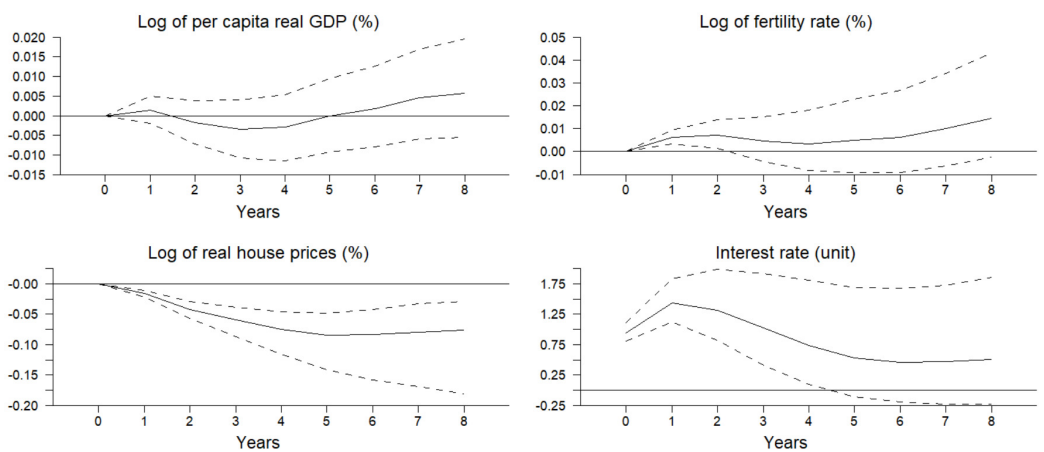 Log of per capita real GDP (%)
0.020
0.015
0.010
0.005
0.000
-0.005
-0.010
-0.015
0 1 2 3 4 5 6 7 8
Years
Log of fertility rate (%)
0.05
0.04
0.03
0.02
0.01
0.00
-0.01
0 1 2 3 4 5 6 7 8
Years
Log of real house prices (%)
-0.00
-0.05
-0.10
-0.15
-0.20
0 1 2 3 4 5 6 7 8
Years
Interest rate (unit)
1.75
1.25
0.75
0.25
-0.25
0 1 2 3 4 5 6 7 8
Years